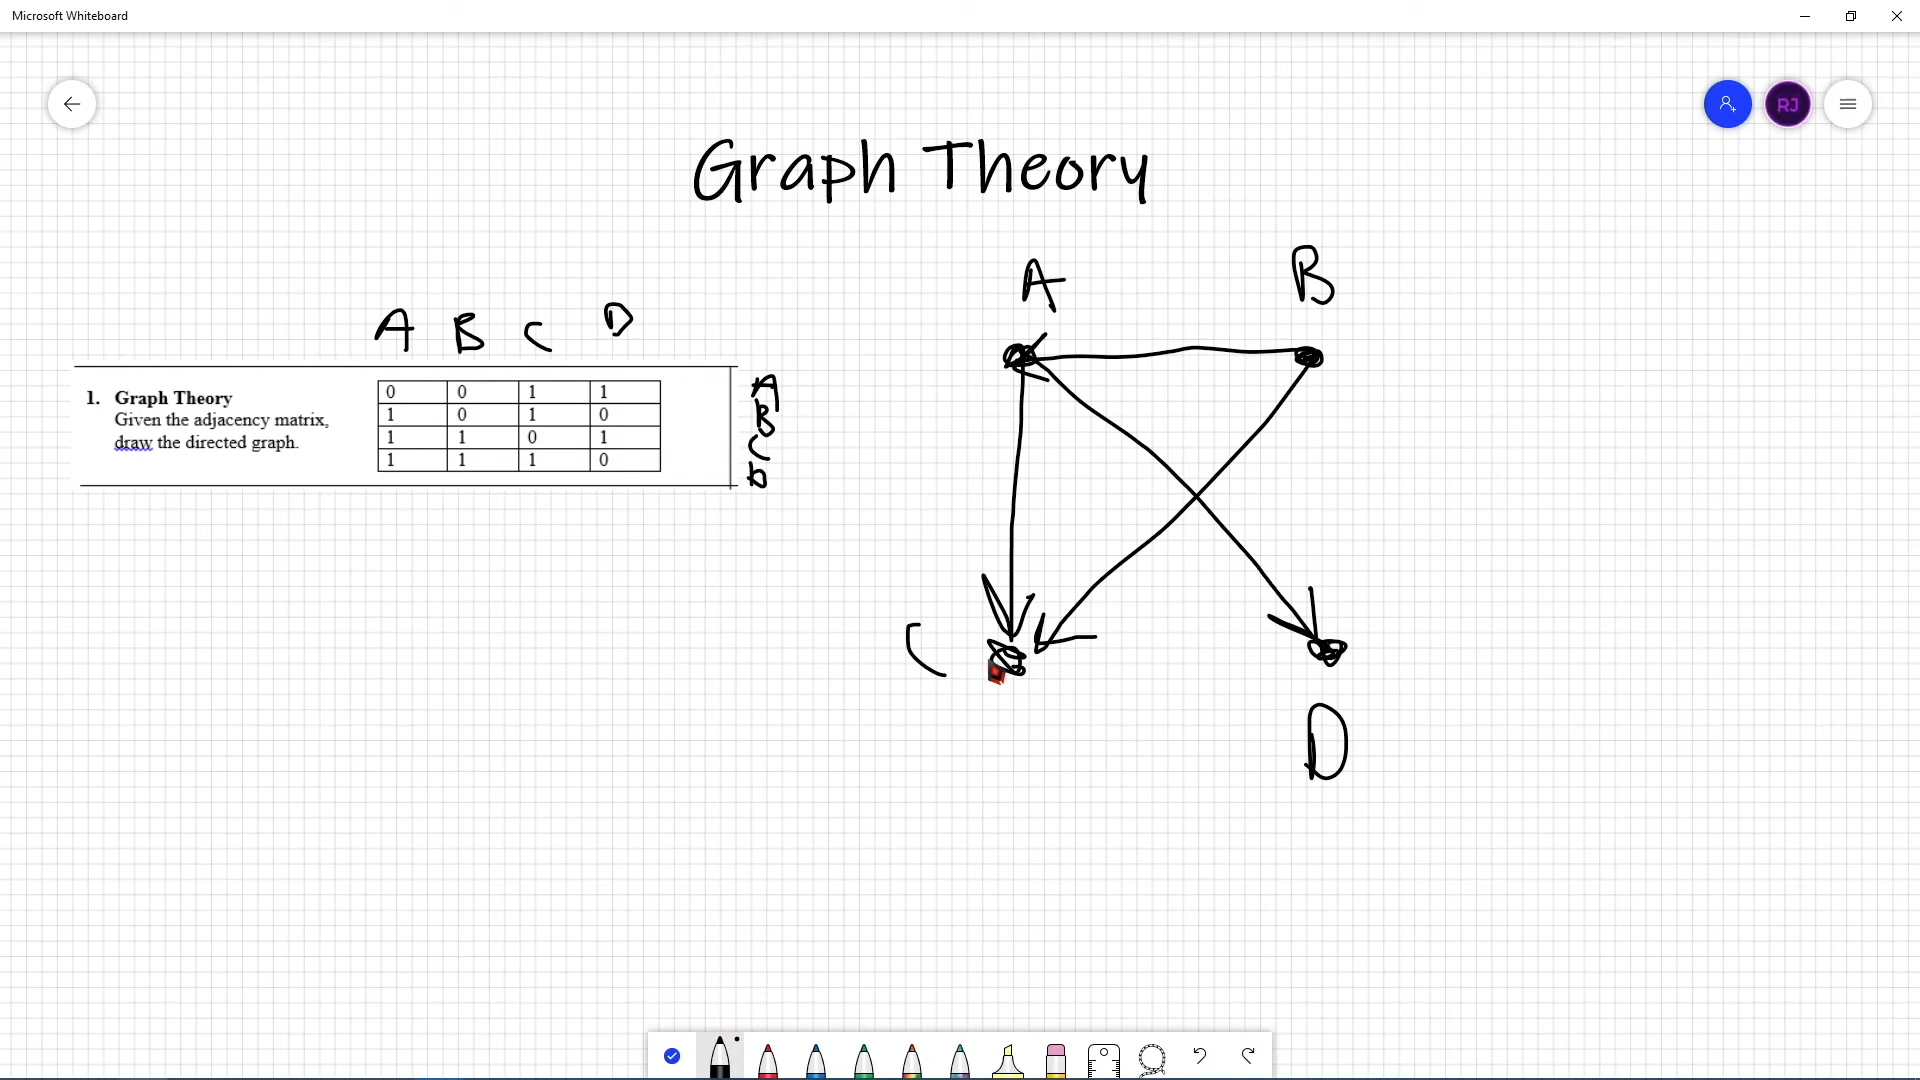 Microsoft Whiteboard
RJ
Graph Theory
A B
A B C D
1. Graph Theory
Given the adjacency matrix,
draw the directed graph.
0 0 1 1 A
1 0 1 0 B
1 1 0 1 C
1 1 1 0 D
C
D